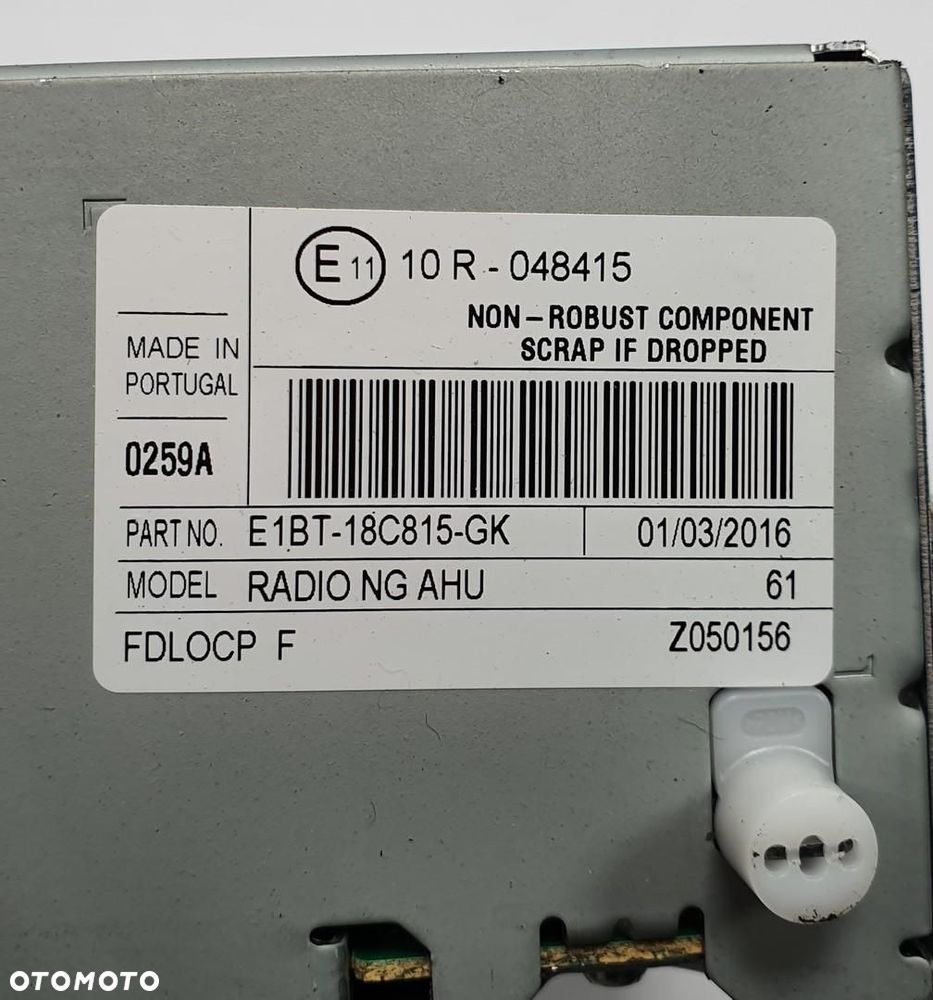 E 11 10 R - 048415
NON-ROBUST COMPONENT
SCRAP IF DROPPED
MADE IN
PORTUGAL
0259A
PART NO. E1BT-18C815-GK 01/03/2016
MODEL RADIO NG AHU 61
FDLOCP F Z050156
OTOMOTO